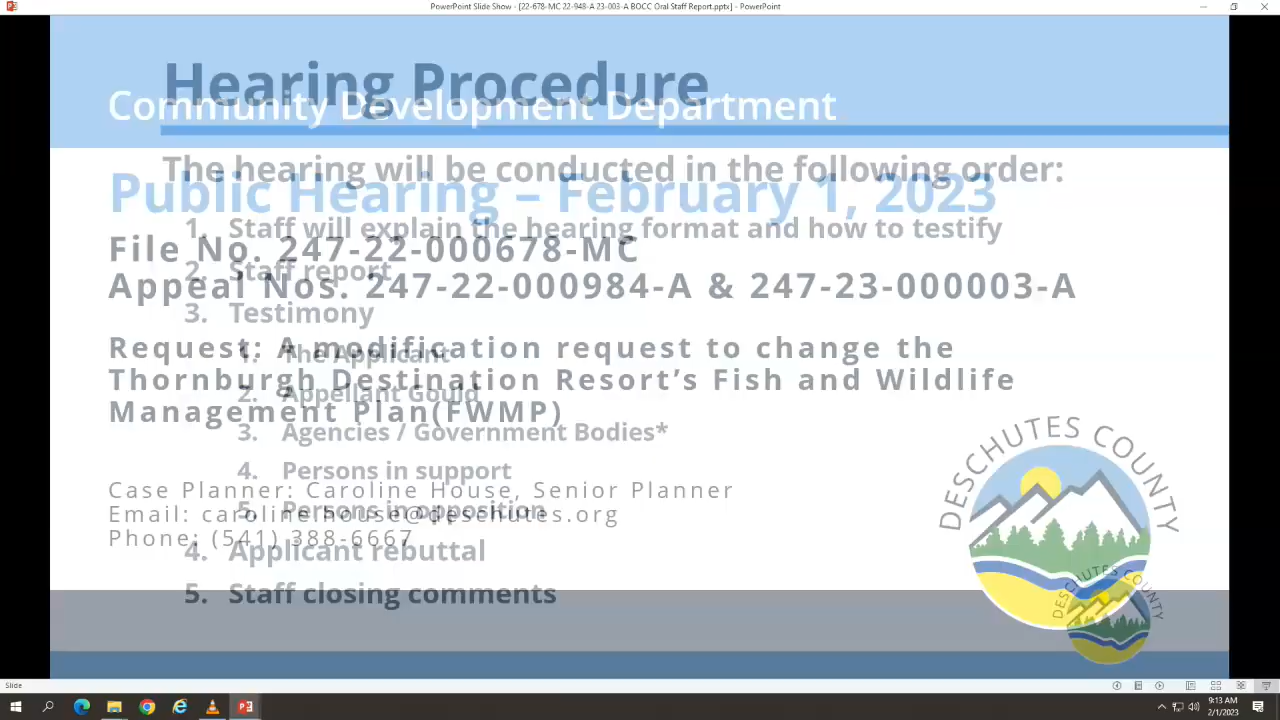 PowerPoint Slide Show - [22-678-MC 22-948-A 23-003-A BOCC Oral Staff Report.pptx] - PowerPoint
Hearing Procedure
Community Development Department
The hearing will be conducted in the following order:
Public Hearing – February 1, 2023
1. Staff will explain the hearing format and how to testify
File No. 247-22-000678-MC
2. Staff report
Appeal Nos. 247-22-000984-A & 247-23-000003-A
3. Testimony
Request: A modification request to change the
1. The Applicant
Thornburgh Destination Resort’s Fish and Wildlife
2. Appellant Gould
Management Plan(FWMP)
3. Agencies / Government Bodies*
4. Persons in support
Case Planner: Caroline House, Senior Planner
5. Persons in opposition
Email: caroline.house@deschutes.org
Phone: (541) 388-6667
4. Applicant rebuttal
5. Staff closing comments
DESCHUTES COUNTY
DESCHUTES COUNTY
Slide
9:13 AM
2/1/2023